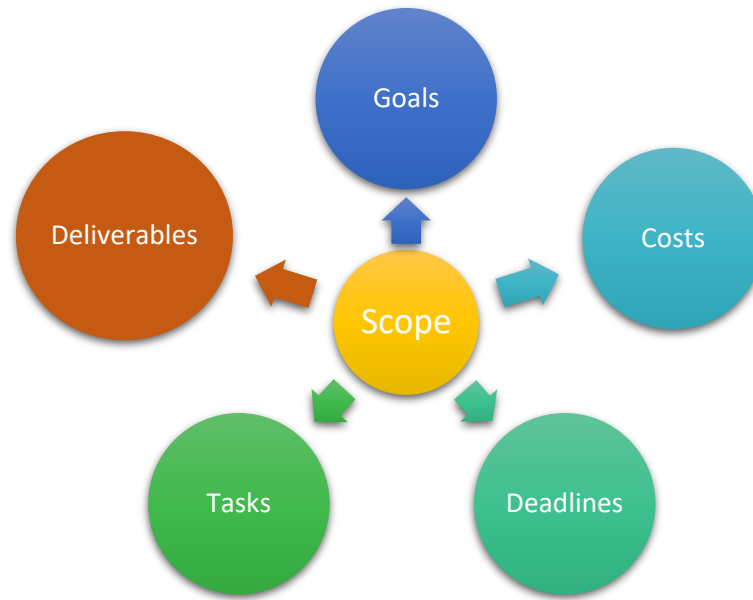 Goals
Deliverables
Costs
Scope
Tasks
Deadlines